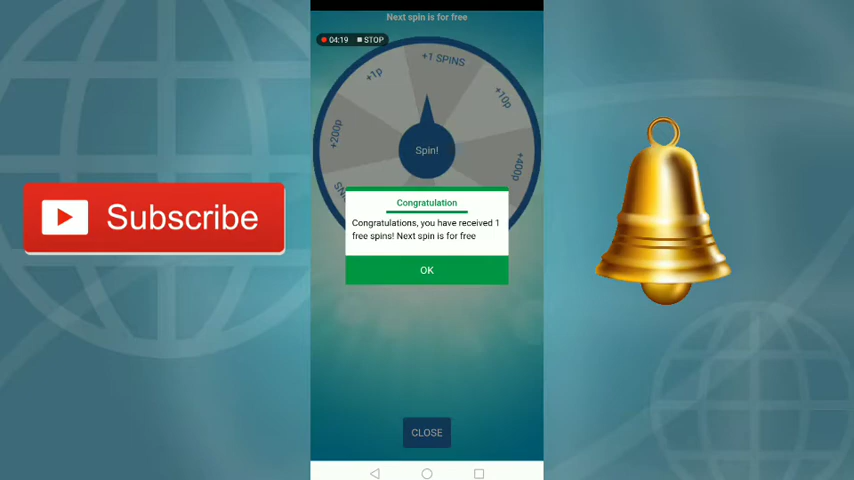 Next spin is for free
04:19 STOP
+1 SPINS
+1p
+10p
+200p
+400p
Spin!
Subscribe
Congratulation
Congratulations, you have received 1
free spins! Next spin is for free
OK
CLOSE